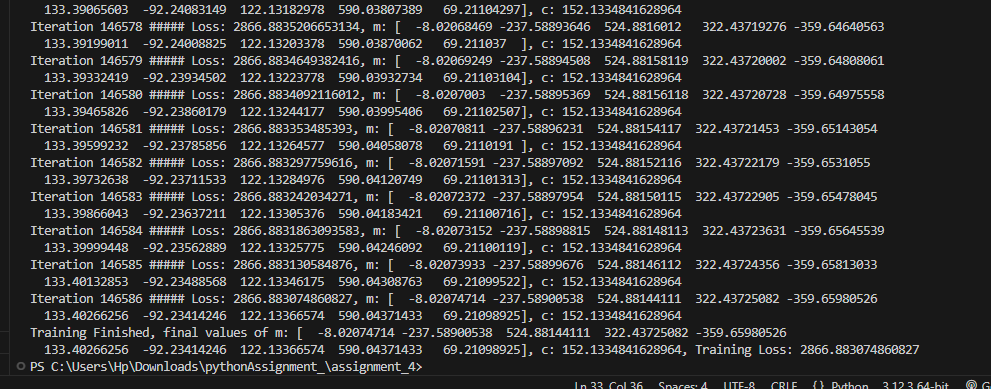 133.39065603 -92.24083149 122.13182978 590.03807389 69.21104297], c: 152.1334841628964
Iteration 146578 ##### Loss: 2866.8835206653134, m: [ -8.02068469 -237.58893646 524.8816012 322.43719276 -359.64640563
133.39199011 -92.24008825 122.13203378 590.03870062 69.211037 ], c: 152.1334841628964
Iteration 146579 ##### Loss: 2866.8834649382416, m: [ -8.02069249 -237.58894508 524.88158119 322.43720002 -359.64808061
133.39332419 -92.23934502 122.13223778 590.03932734 69.21103104], c: 152.1334841628964
Iteration 146580 ##### Loss: 2866.8834092116012, m: [ -8.0207003 -237.58895369 524.88156118 322.43720728 -359.64975558
133.39465826 -92.23860179 122.13244177 590.03995406 69.21102507], c: 152.1334841628964
Iteration 146581 ##### Loss: 2866.883353485393, m: [ -8.02070811 -237.58896231 524.88154117 322.43721453 -359.65143054
133.39599232 -92.23785856 122.13264577 590.04058078 69.2110191 ], c: 152.1334841628964
Iteration 146582 ##### Loss: 2866.883297759616, m: [ -8.02071591 -237.58897092 524.88152116 322.43722179 -359.6531055
133.39732638 -92.23711533 122.13284976 590.04120749 69.21101313], c: 152.1334841628964
Iteration 146583 ##### Loss: 2866.883242034271, m: [ -8.02072372 -237.58897954 524.88150115 322.43722905 -359.65478045
133.39866043 -92.23637211 122.13305376 590.04183421 69.21100716], c: 152.1334841628964
Iteration 146584 ##### Loss: 2866.8831863093583, m: [ -8.02073152 -237.58898815 524.88148113 322.43723631 -359.65645539
133.39999448 -92.23562889 122.13325775 590.04246092 69.21100119], c: 152.1334841628964
Iteration 146585 ##### Loss: 2866.883130584876, m: [ -8.02073933 -237.58899676 524.88146112 322.43724356 -359.65813033
133.40132853 -92.23488568 122.13346175 590.04308763 69.21099522], c: 152.1334841628964
Iteration 146586 ##### Loss: 2866.883074860827, m: [ -8.02074714 -237.58900538 524.88144111 322.43725082 -359.65980526
133.40266256 -92.23414246 122.13366574 590.04371433 69.21098925], c: 152.1334841628964
Training Finished, final values of m: [ -8.02074714 -237.58900538 524.88144111 322.43725082 -359.65980526
133.40266256 -92.23414246 122.13366574 590.04371433 69.21098925], c: 152.1334841628964, Training Loss: 2866.883074860827
PS C:\Users\Hp\Downloads\pythonAssignment_\assignment_4>
Ln 33, Col 36 Spaces: 4 UTF-8 CRLF {} Python 3.12.3 64-bit